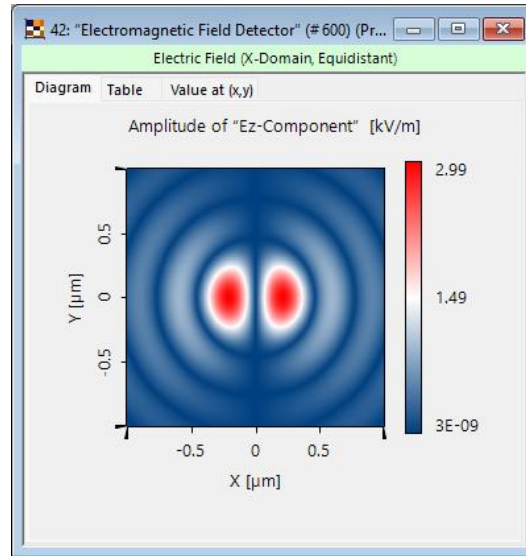 42: "Electromagnetic Field Detector" (#600) (Pr...
Electric Field (X-Domain, Equidistant)
Diagram Table Value at (x,y)
Amplitude of "Ez-Component" [kV/m]
2.99
0.5
Y [µm]
0
1.49
-0.5
3E-09
-0.5 0 0.5
X [µm]